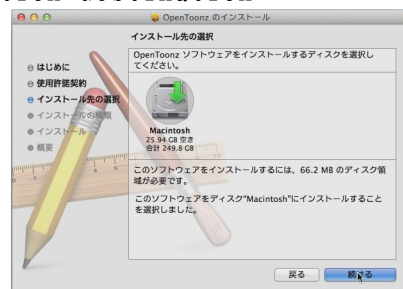 OpenToonz のインストール
インストール先の選択
OpenToonz ソフトウェアをインストールするディスクを選択し
てください。
はじめに
使用許諾契約
インストール先の選択
インストールの種類
インストール
概要
Macintosh
25.94 GB 空き
合計 249.8 GB
このソフトウェアをインストールするには、66.2 MB のディスク領
域が必要です。
このソフトウェアをディスク"Macintosh"にインストールすること
を選択しました。
戻る
続ける